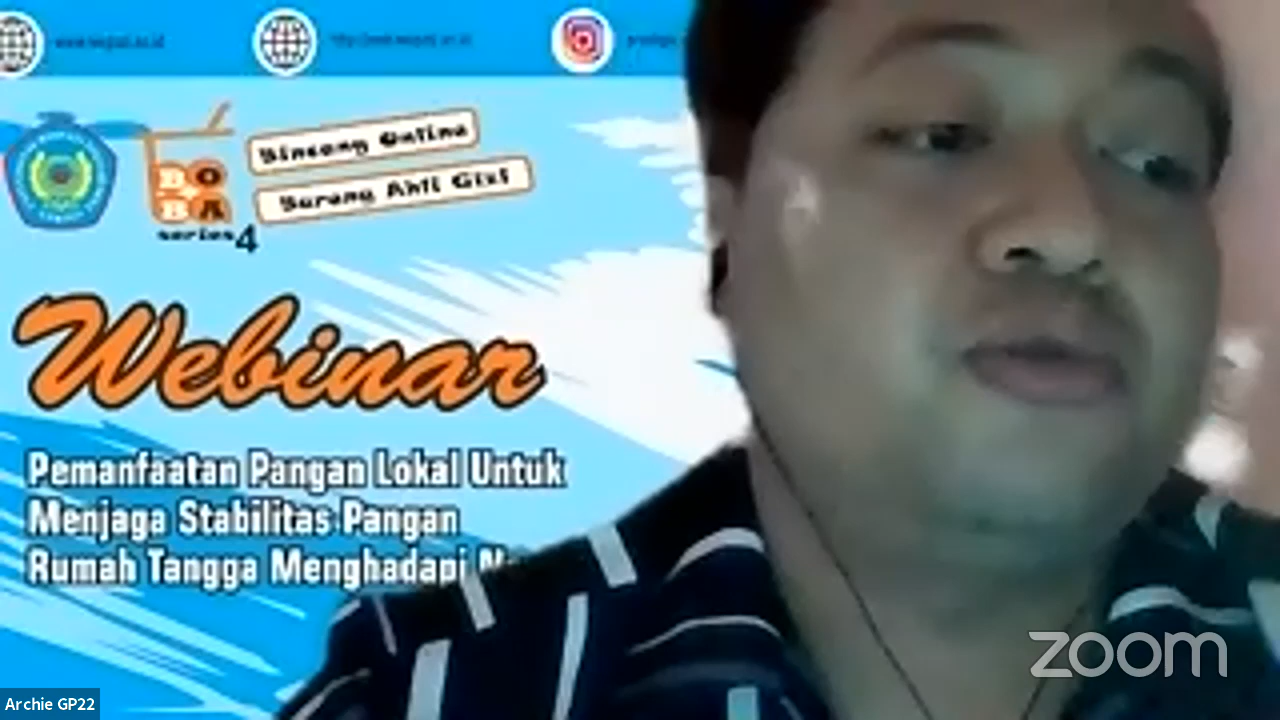 BOBA
series 4
Bincang Online
Bareng Ahli Gizi
Webinar
Pemanfaatan Pangan Lokal Untuk
Menjaga Stabilitas Pangan
Rumah Tangga Menghadapi
zoom
Archie GP22